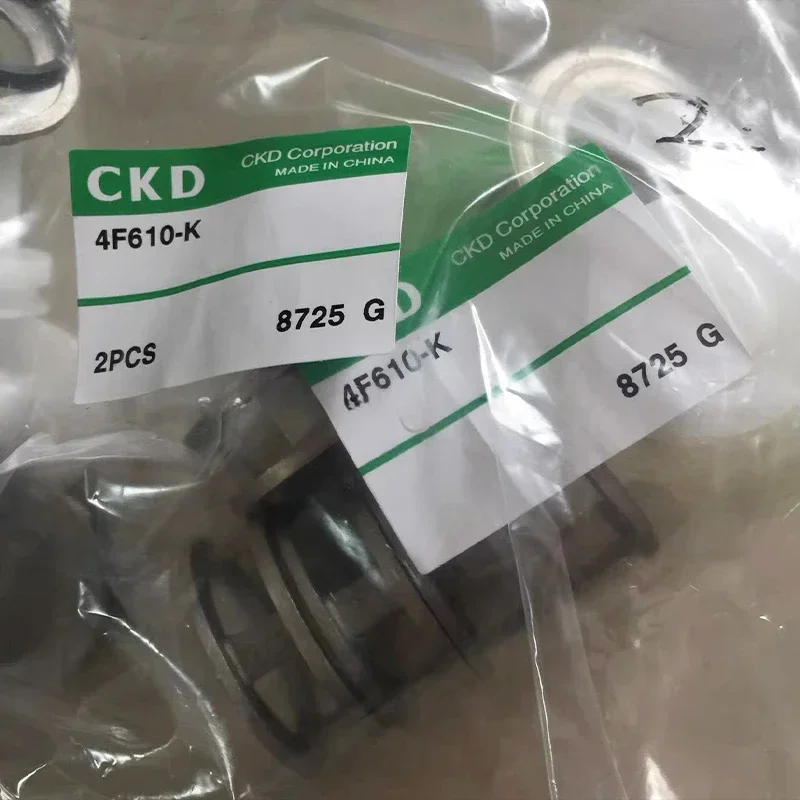 CKD
CKD Corporation
MADE IN CHINA
4F610-K
8725 G
2PCS
CKD Corporation
MADE IN CHINA
D
4F610-K
8725 G
2